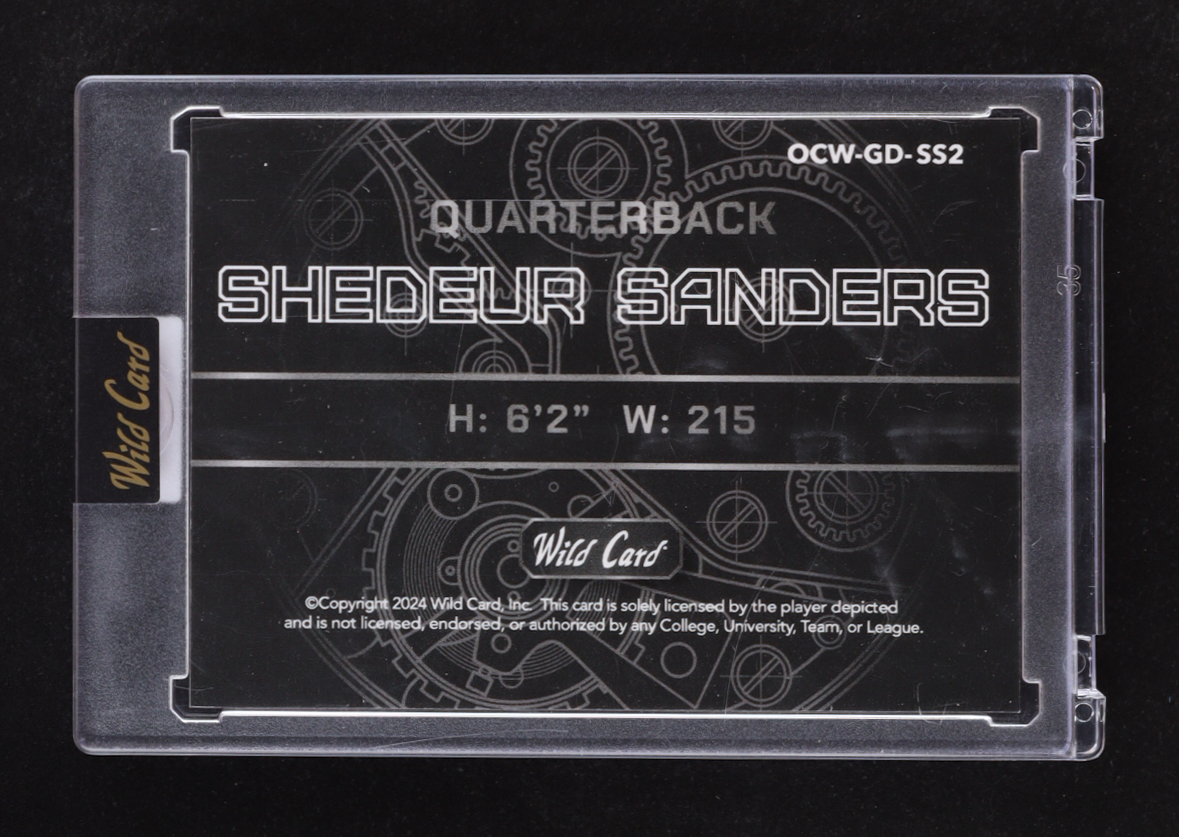 OCW-GD-SS2
QUARTERBACK
SHEDEUR SANDERS
H: 6'2" W: 215
Wild Card
©Copyright 2024 Wild Card, Inc. This card is solely licensed by the player depicted
and is not licensed, endorsed, or authorized by any College, University, Team, or League.
Wild Card
35